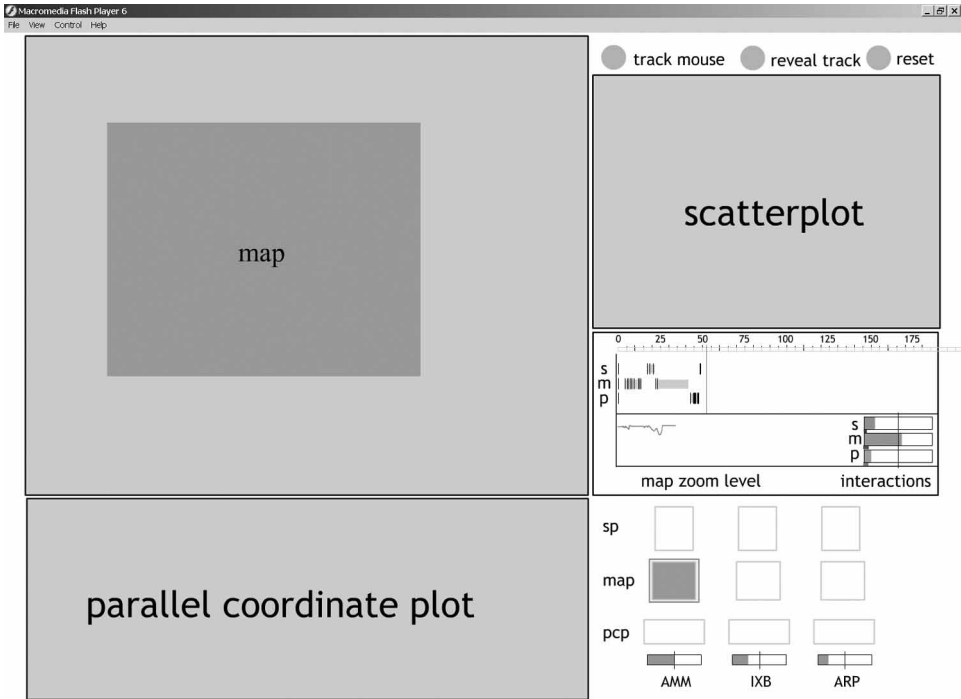 Macromedia Flash Player 6
File View Control Help
track mouse reveal track reset
map
scatterplot
0 25 50 75 100 125 150 175
s
m
p
s
m
p
map zoom level interactions
parallel coordinate plot
sp
map
pcp
AMM IXB ARP